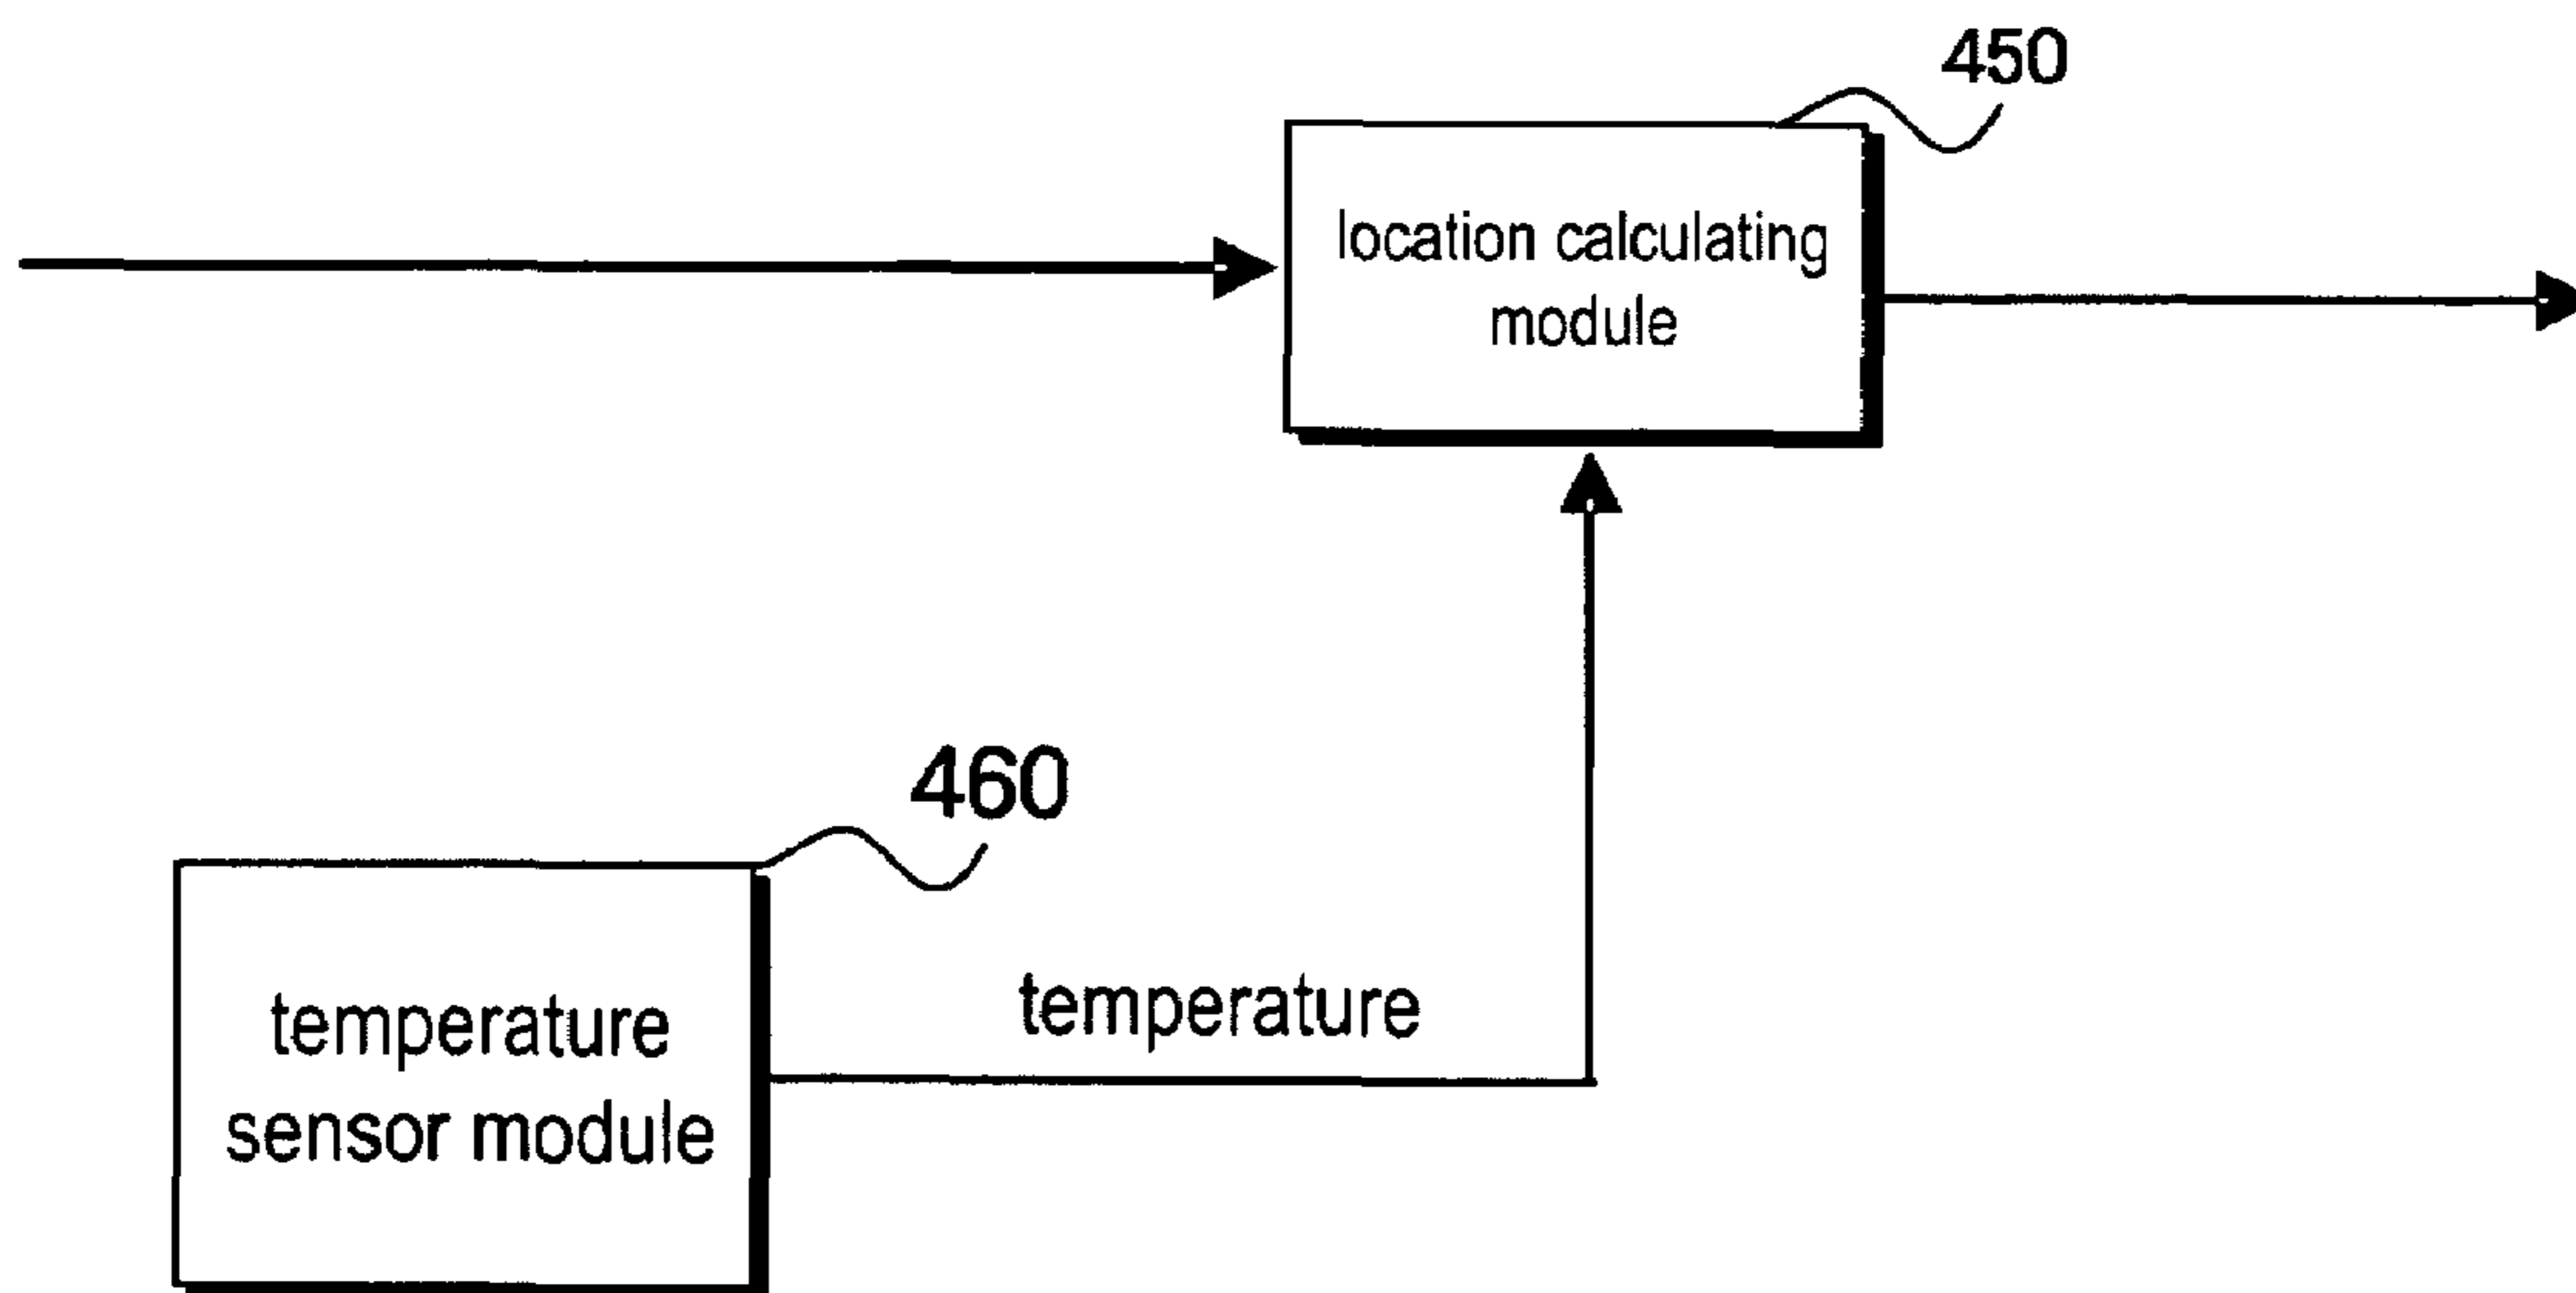 450
location calculating
module
460
temperature
sensor module
temperature